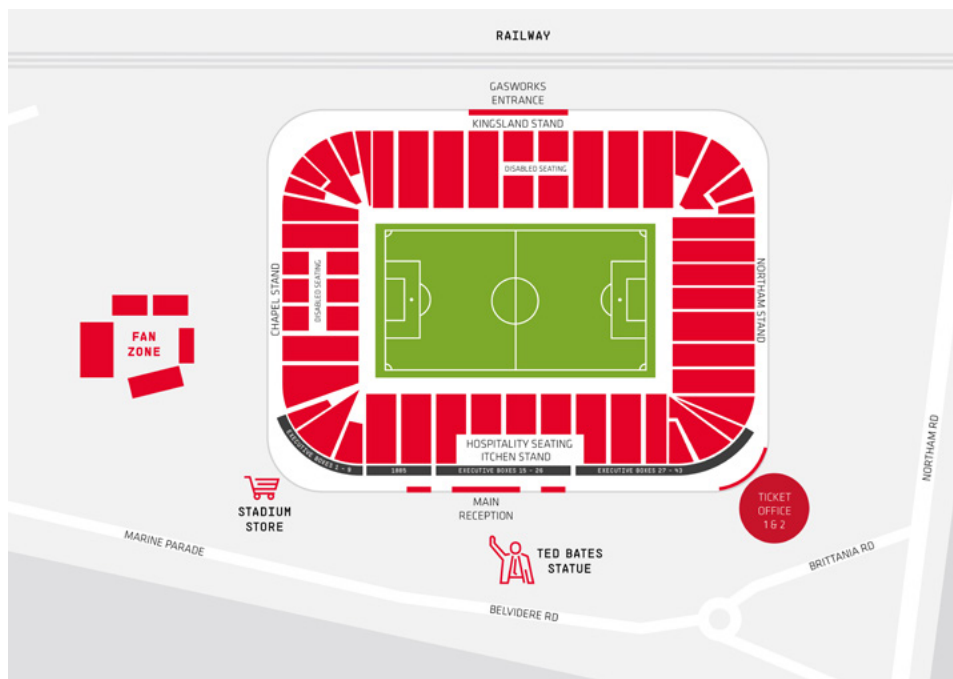 RAILWAY
GASWORKS
ENTRANCE
KINGSLAND STAND
DISABLED SEATING
CHAPEL STAND
DISABLED SEATING
NORTHAM STAND
FAN
ZONE
HOSPITALITY SEATING
ITCHEN STAND
EXECUTIVE BOXES 1 - 9
EXECUTIVE BOXES 15 - 26
EXECUTIVE BOXES 27 - 43
STADIUM
STORE
MAIN
RECEPTION
TICKET
OFFICE
1 & 2
TED BATES
STATUE
MARINE PARADE
BELVIDERE RD
BRITTANIA RD
NORTHAM RD